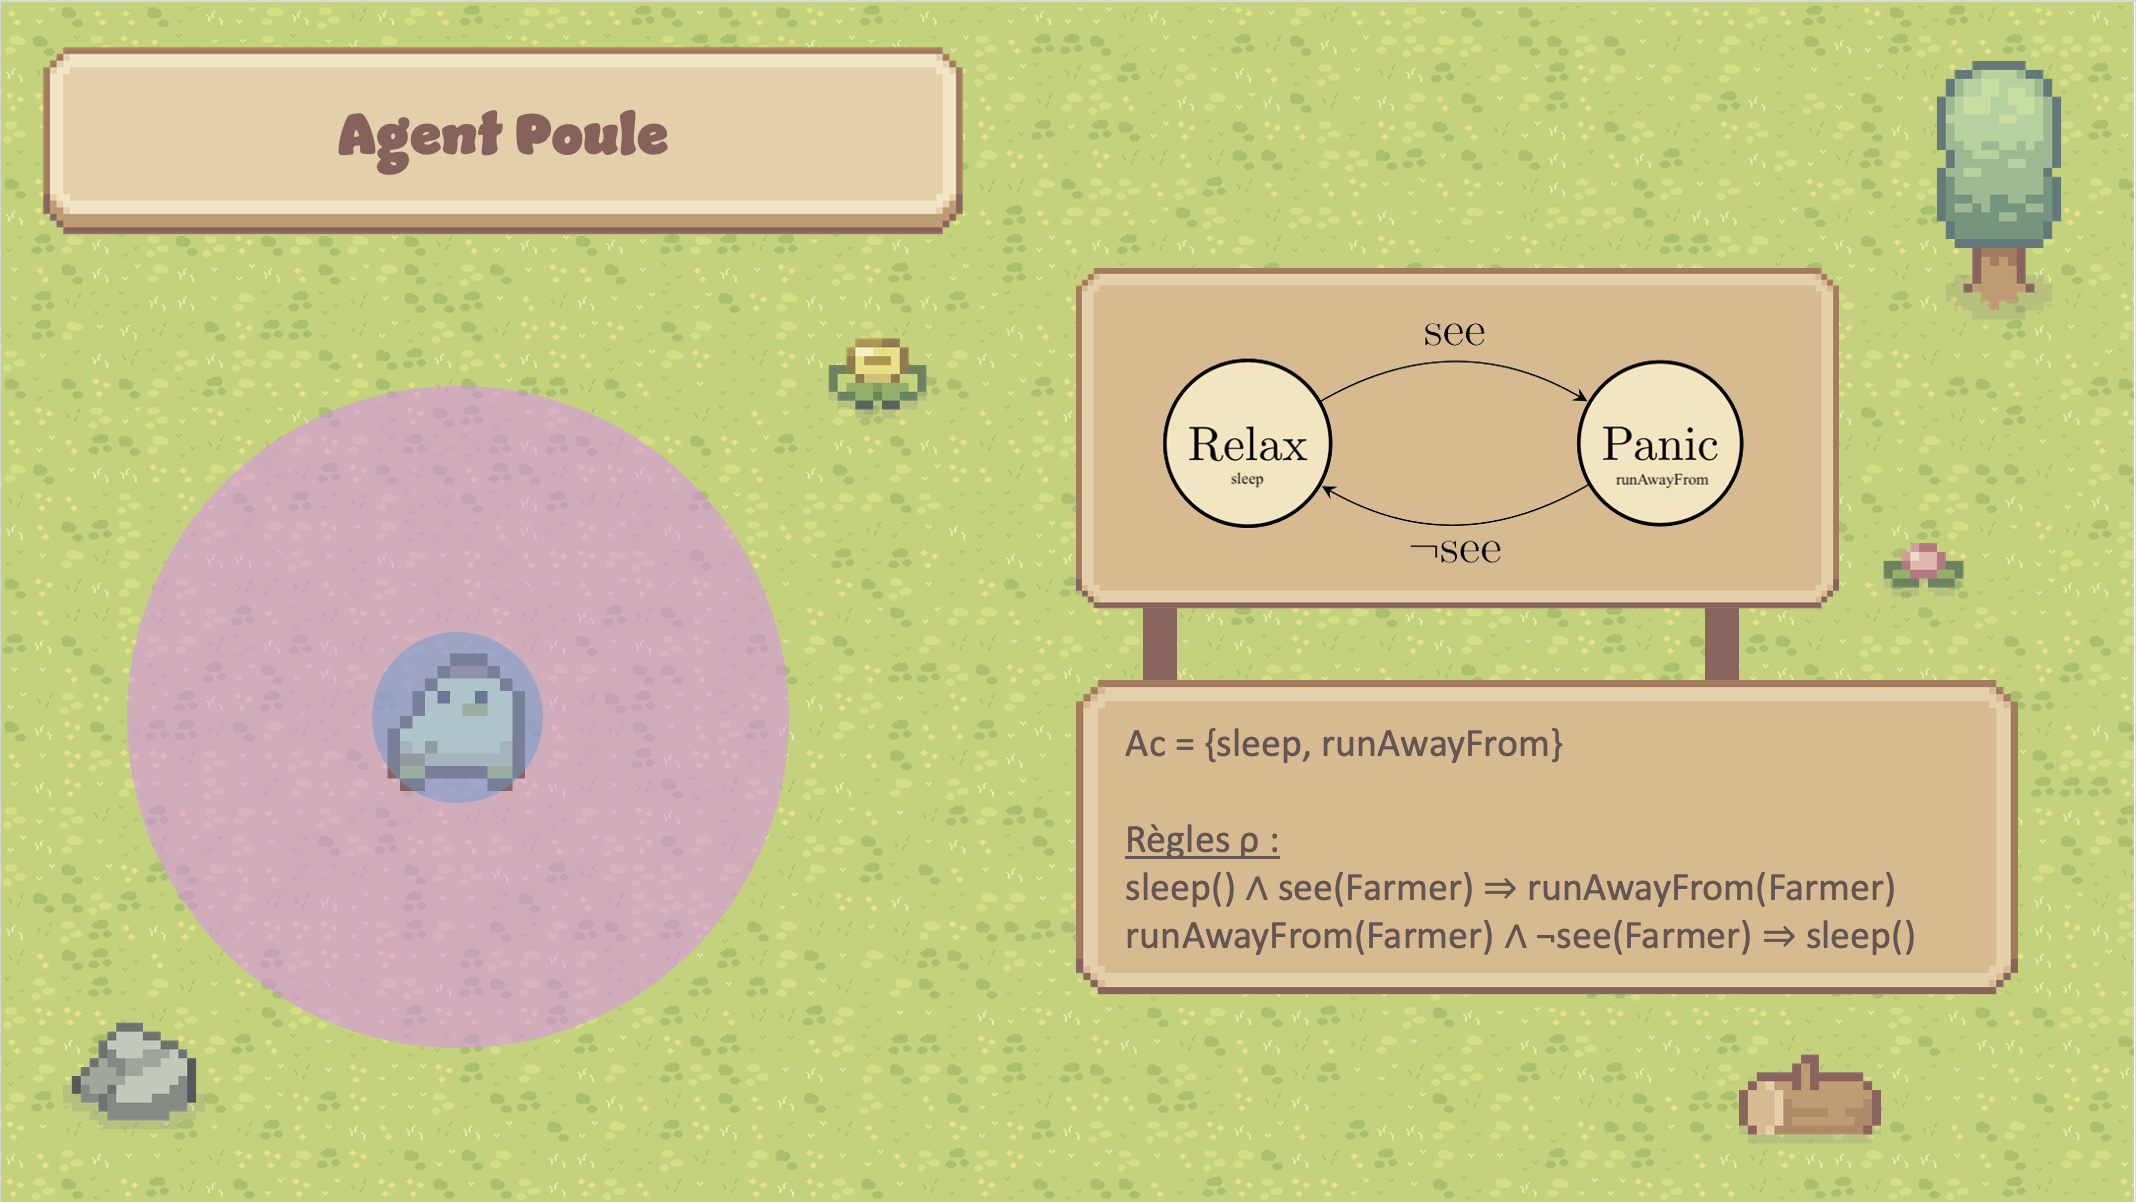 Agent Poule
see
Relax
sleep
Panic
runAwayFrom
¬see
Ac = {sleep, runAwayFrom}
Règles ρ :
sleep() ∧ see(Farmer) ⇒ runAwayFrom(Farmer)
runAwayFrom(Farmer) ∧ ¬see(Farmer) ⇒ sleep()